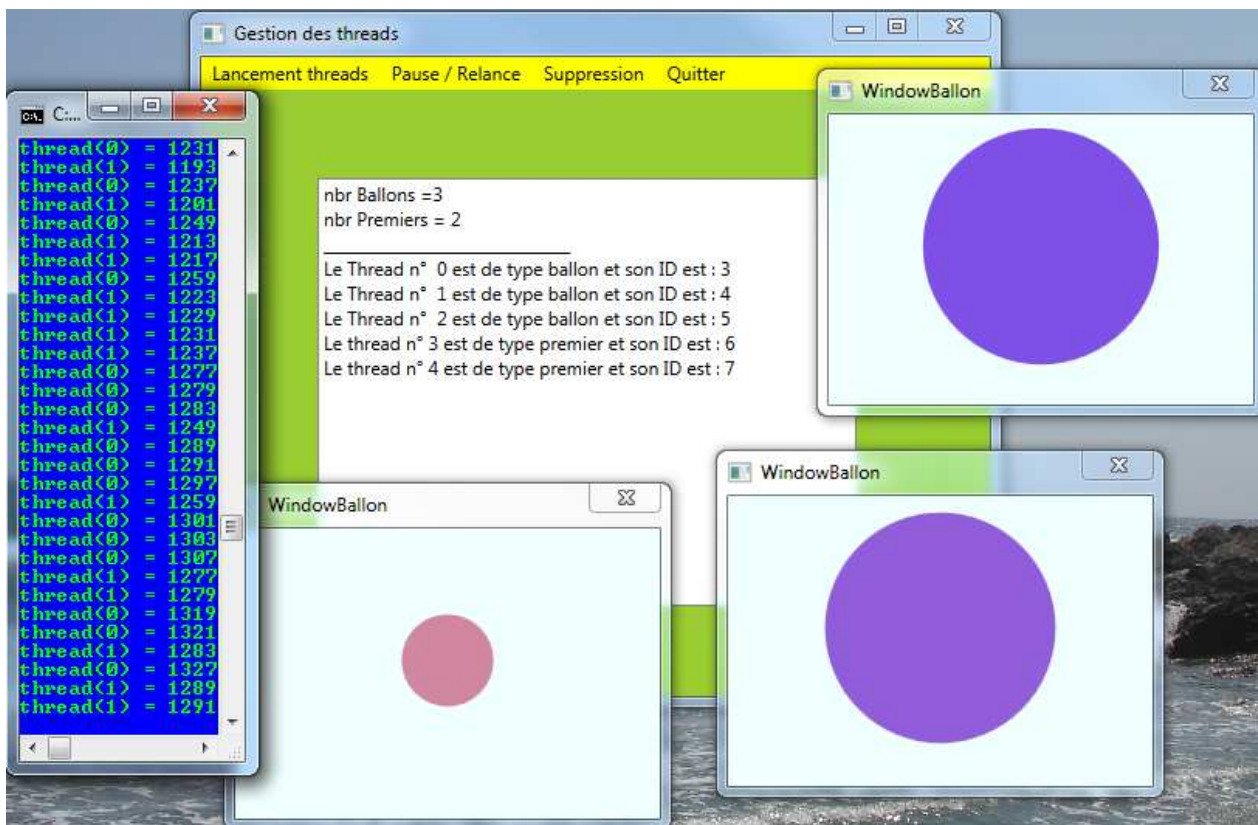 Gestion des threads
Lancement threads Pause / Relance Suppression Quitter
WindowBallon
C:...
thread(0) = 1231
thread(1) = 1193
thread(0) = 1237
thread(1) = 1201
thread(0) = 1249
thread(1) = 1213
thread(1) = 1217
thread(0) = 1259
thread(1) = 1223
thread(1) = 1229
thread(1) = 1231
thread(1) = 1237
thread(0) = 1277
thread(0) = 1279
thread(0) = 1283
thread(1) = 1249
thread(0) = 1289
thread(0) = 1291
thread(0) = 1297
thread(1) = 1259
thread(0) = 1301
thread(0) = 1303
thread(0) = 1307
thread(1) = 1277
thread(1) = 1279
thread(0) = 1319
thread(0) = 1321
thread(1) = 1283
thread(0) = 1327
thread(1) = 1289
thread(1) = 1291
nbr Ballons =3
nbr Premiers = 2
Le Thread n° 0 est de type ballon et son ID est : 3
Le Thread n° 1 est de type ballon et son ID est : 4
Le Thread n° 2 est de type ballon et son ID est : 5
Le thread n° 3 est de type premier et son ID est : 6
Le thread n° 4 est de type premier et son ID est : 7
WindowBallon
WindowBallon